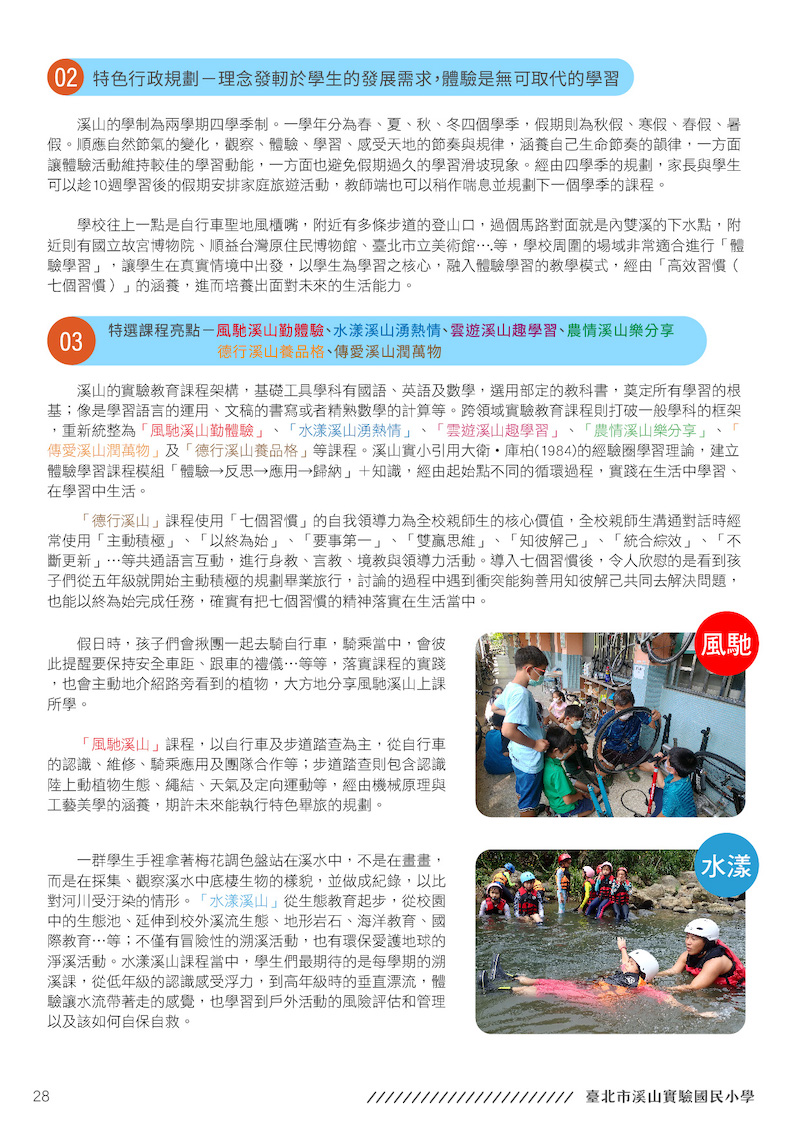 02 特色行政規劃－理念發軔於學生的發展需求，體驗是無可取代的學習
溪山的學制為兩學期四學季制。一學年分為春、夏、秋、冬四個學季，假期則為秋假、寒假、春假、暑
假。順應自然節氣的變化，觀察、體驗、學習、感受天地的節奏與規律，涵養自己生命節奏的韻律，一方面
讓體驗活動維持較佳的學習動能，一方面也避免假期過久的學習滑坡現象。經由四學季的規劃，家長與學生
可以趁10週學習後的假期安排家庭旅遊活動，教師端也可以稍作喘息並規劃下一個學季的課程。
學校往上一點是自行車聖地風櫃嘴，附近有多條步道的登山口，過個馬路對面就是內雙溪的下水點，附
近則有國立故宮博物院、順益台灣原住民博物館、臺北市立美術館….等，學校周圍的場域非常適合進行「體
驗學習」，讓學生在真實情境中出發，以學生為學習之核心，融入體驗學習的教學模式，經由「高效習慣（
七個習慣）」的涵養，進而培養出面對未來的生活能力。
03 特選課程亮點－風馳溪山勤體驗、水漾溪山湧熱情、雲遊溪山趣學習、農情溪山樂分享
德行溪山養品格、傳愛溪山潤萬物
溪山的實驗教育課程架構，基礎工具學科有國語、英語及數學，選用部定的教科書，奠定所有學習的根
基；像是學習語言的運用、文稿的書寫或者精熟數學的計算等。跨領域實驗教育課程則打破一般學科的框架
，重新統整為「風馳溪山勤體驗」、「水漾溪山湧熱情」、「雲遊溪山趣學習」、「農情溪山樂分享」、「
傳愛溪山潤萬物」及「德行溪山養品格」等課程。溪山實小引用大衛・庫柏(1984)的經驗圈學習理論，建立
體驗學習課程模組「體驗→反思→應用→歸納」＋知識，經由起始點不同的循環過程，實踐在生活中學習、
在學習中生活。
「德行溪山」課程使用「七個習慣」的自我領導力為全校親師生的核心價值，全校親師生溝通對話時經
常使用「主動積極」、「以終為始」、「要事第一」、「雙贏思維」、「知彼解己」、「統合綜效」、「不
斷更新」…等共通語言互動，進行身教、言教、境教與領導力活動。導入七個習慣後，令人欣慰的是看到孩
子們從五年級就開始主動積極的規劃畢業旅行，討論的過程中遇到衝突能夠善用知彼解己共同去解決問題，
也能以終為始完成任務，確實有把七個習慣的精神落實在生活當中。
假日時，孩子們會揪團一起去騎自行車，騎乘當中，會彼
此提醒要保持安全車距、跟車的禮儀…等等，落實課程的實踐
，也會主動地介紹路旁看到的植物，大方地分享風馳溪山上課
所學。
風馳
「風馳溪山」課程，以自行車及步道踏查為主，從自行車
的認識、維修、騎乘應用及團隊合作等；步道踏查則包含認識
陸上動植物生態、繩結、天氣及定向運動等，經由機械原理與
工藝美學的涵養，期許未來能執行特色畢旅的規劃。
一群學生手裡拿著梅花調色盤站在溪水中，不是在畫畫，
而是在採集、觀察溪水中底棲生物的樣貌，並做成紀錄，以比
對河川受汙染的情形。「水漾溪山」從生態教育起步，從校園
中的生態池、延伸到校外溪流生態、地形岩石、海洋教育、國
際教育…等；不僅有冒險性的溯溪活動，也有環保愛護地球的
淨溪活動。水漾溪山課程當中，學生們最期待的是每學期的溯
溪課，從低年級的認識感受浮力，到高年級時的垂直漂流，體
驗讓水流帶著走的感覺，也學習到戶外活動的風險評估和管理
以及該如何自保自救。
水漾
28
臺北市溪山實驗國民小學